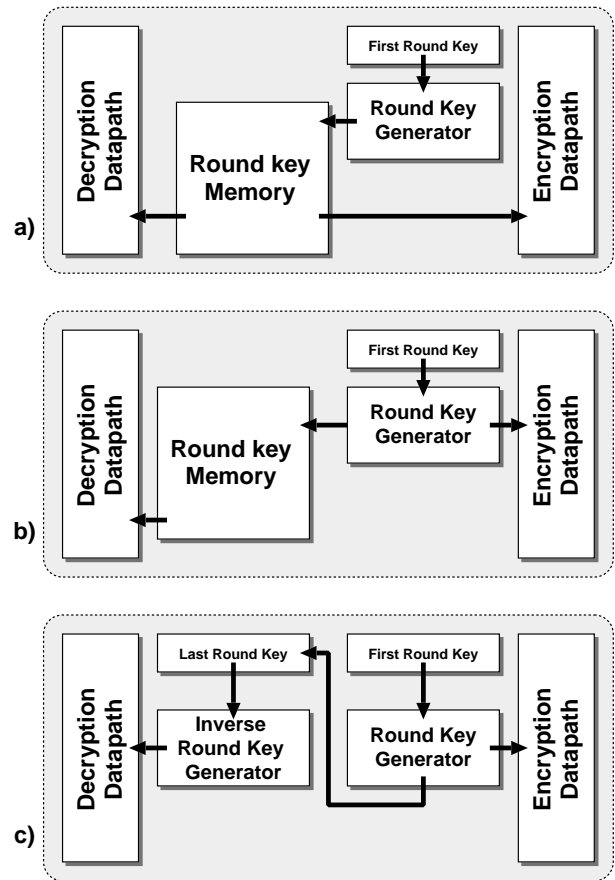 First Round Key
Decryption
Datapath
Round Key
Generator
Encryption
Datapath
Round key
Memory
a)
First Round Key
Decryption
Datapath
Round Key
Generator
Encryption
Datapath
Round key
Memory
b)
Last Round Key
First Round Key
Decryption
Datapath
Inverse
Round Key
Generator
Round Key
Generator
Encryption
Datapath
c)